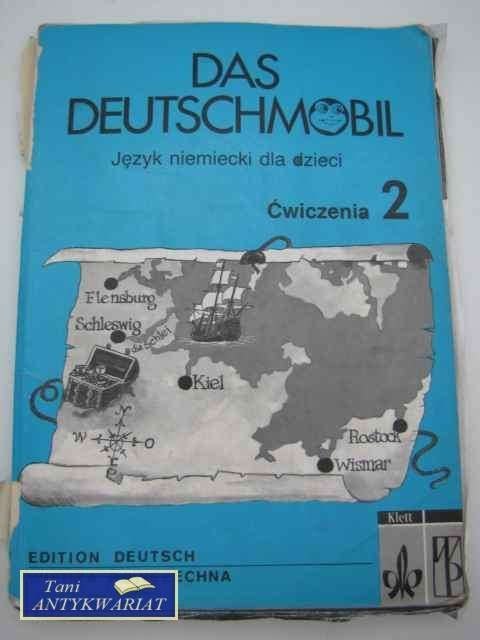 DAS
DEUTSCHMOBIL
Język niemiecki dla dzieci
Ćwiczenia 2
Flensburg
Schleswig
die Schlei
Kiel
N
W O
Rostock
Wismar
Klett
EDITION DEUTSCH
ECHNA
Tani
ANTYKWARIAT